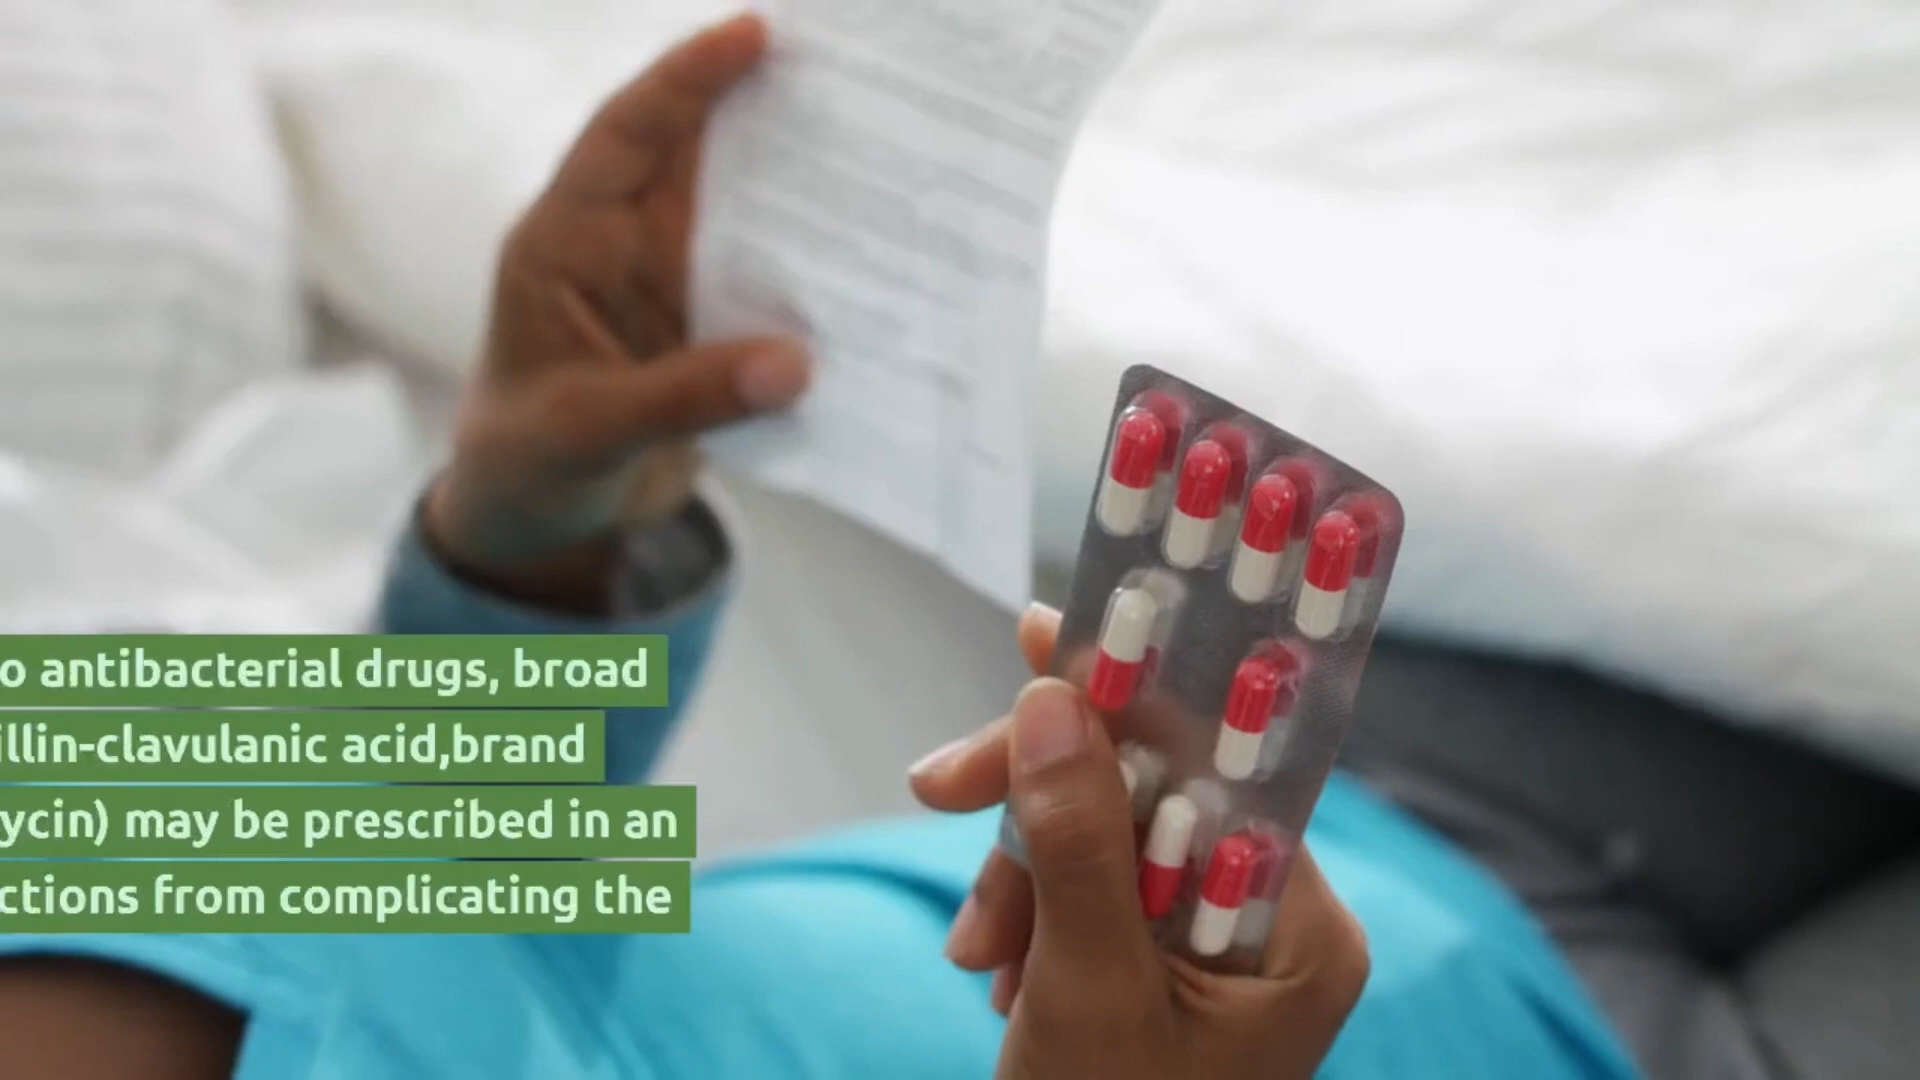 o antibacterial drugs, broad
illin-clavulanic acid,brand
ycin) may be prescribed in an
ctions from complicating the